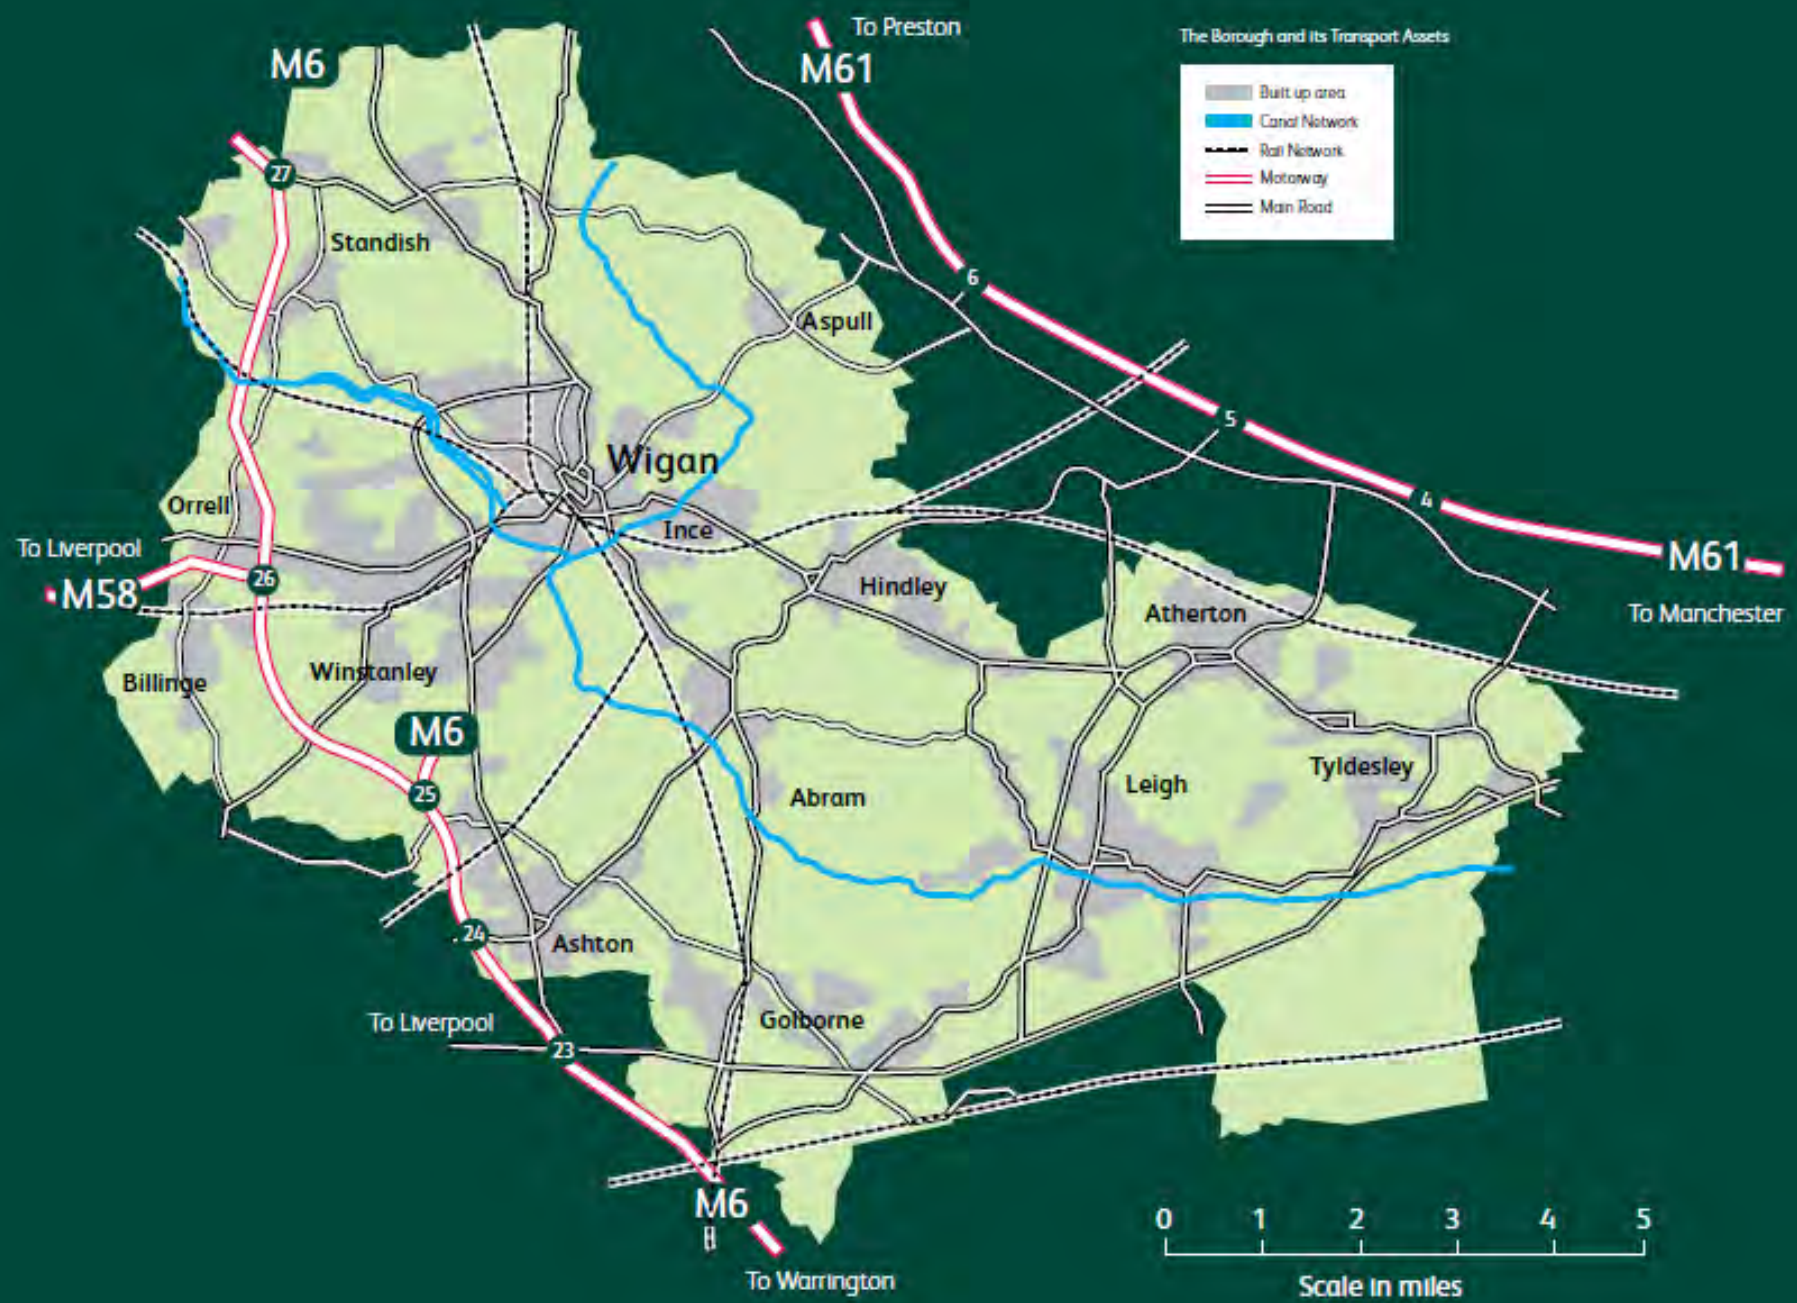 To Preston
The Borough and its Transport Assets
M6
M61
Built up area
Canal Network
Rail Network
Motorway
Main Road
27
Standish
6
Aspull
5
Wigan
4
Orrell
Ince
To Liverpool
M61
M58
26
Hindley
Atherton
To Manchester
Winstanley
Billinge
M6
Tyldesley
Leigh
25
Abram
24
Ashton
To Liverpool
Golborne
23
M6
0 1 2 3 4 5
To Warrington
Scale in miles